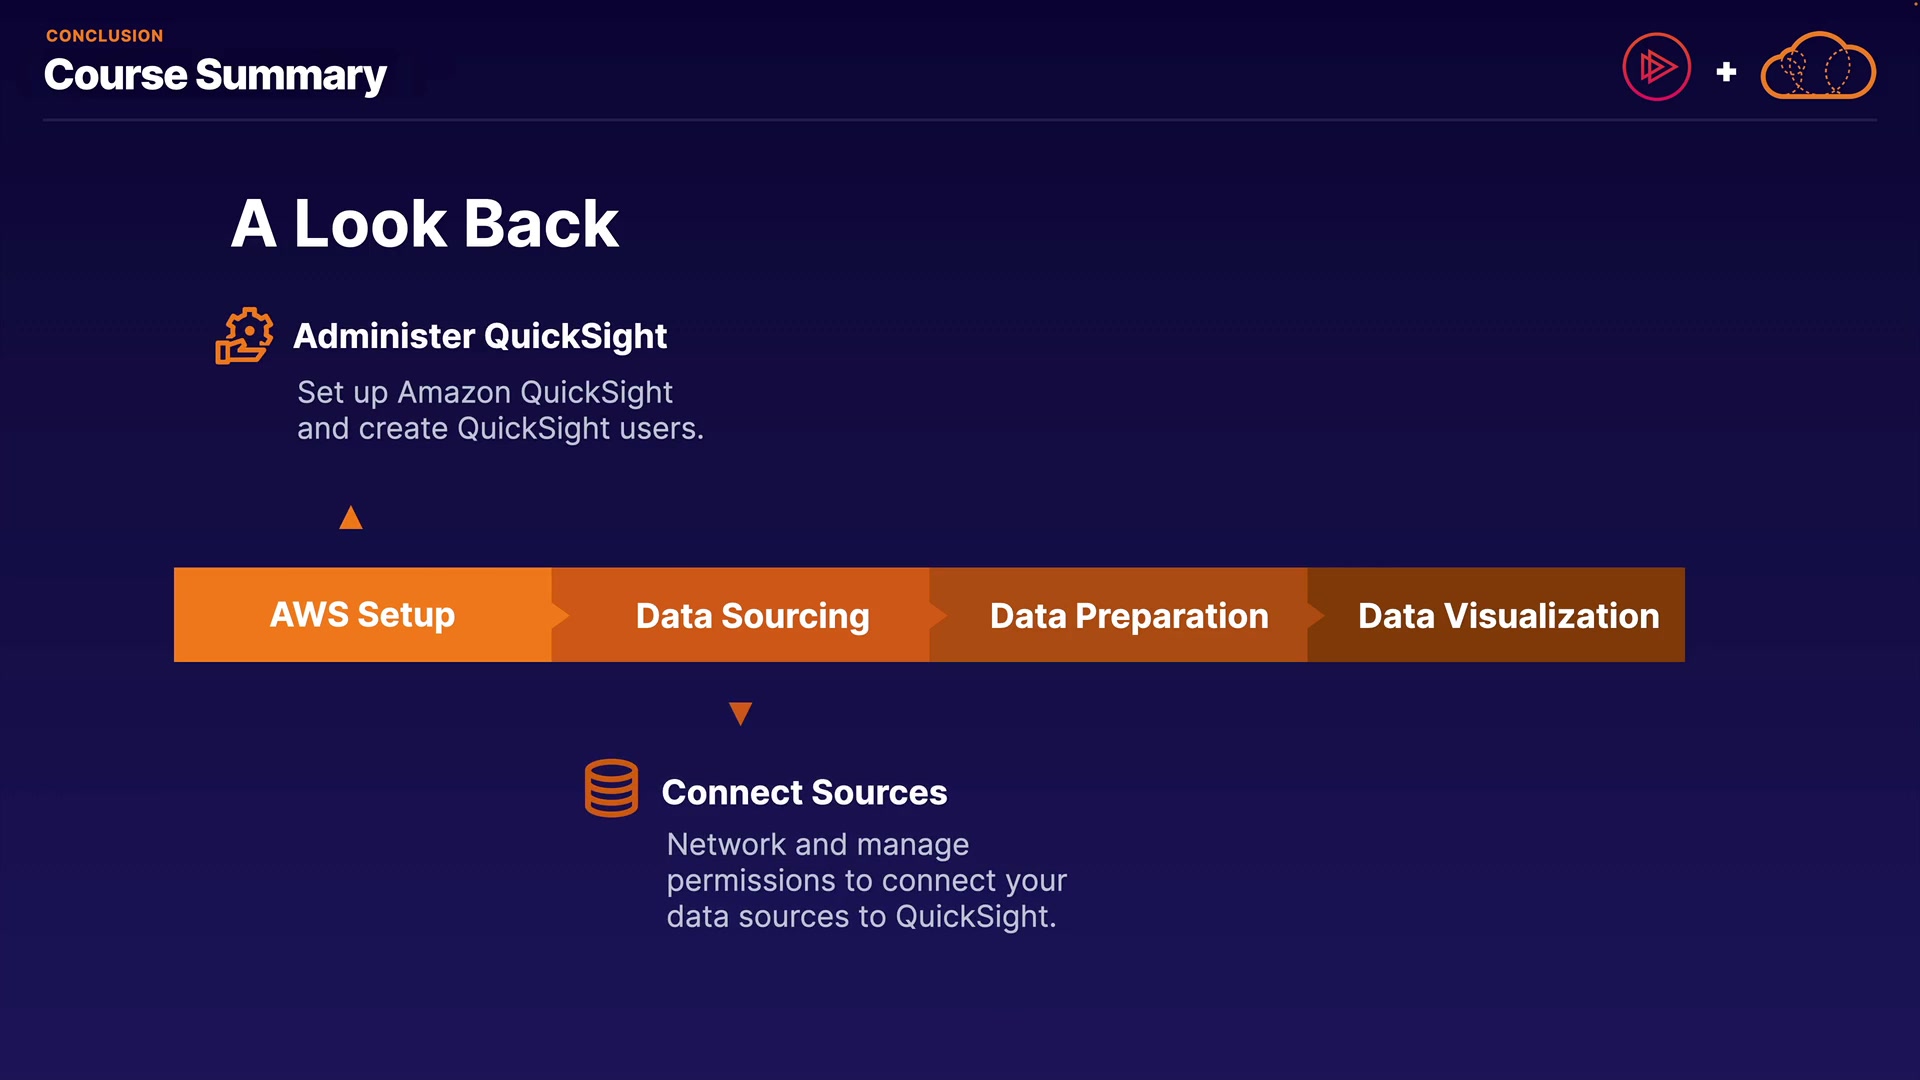 CONCLUSION
Course Summary
+
A Look Back
Administer QuickSight
Set up Amazon QuickSight
and create QuickSight users.
AWS Setup
Data Sourcing
Data Preparation
Data Visualization
Connect Sources
Network and manage
permissions to connect your
data sources to QuickSight.